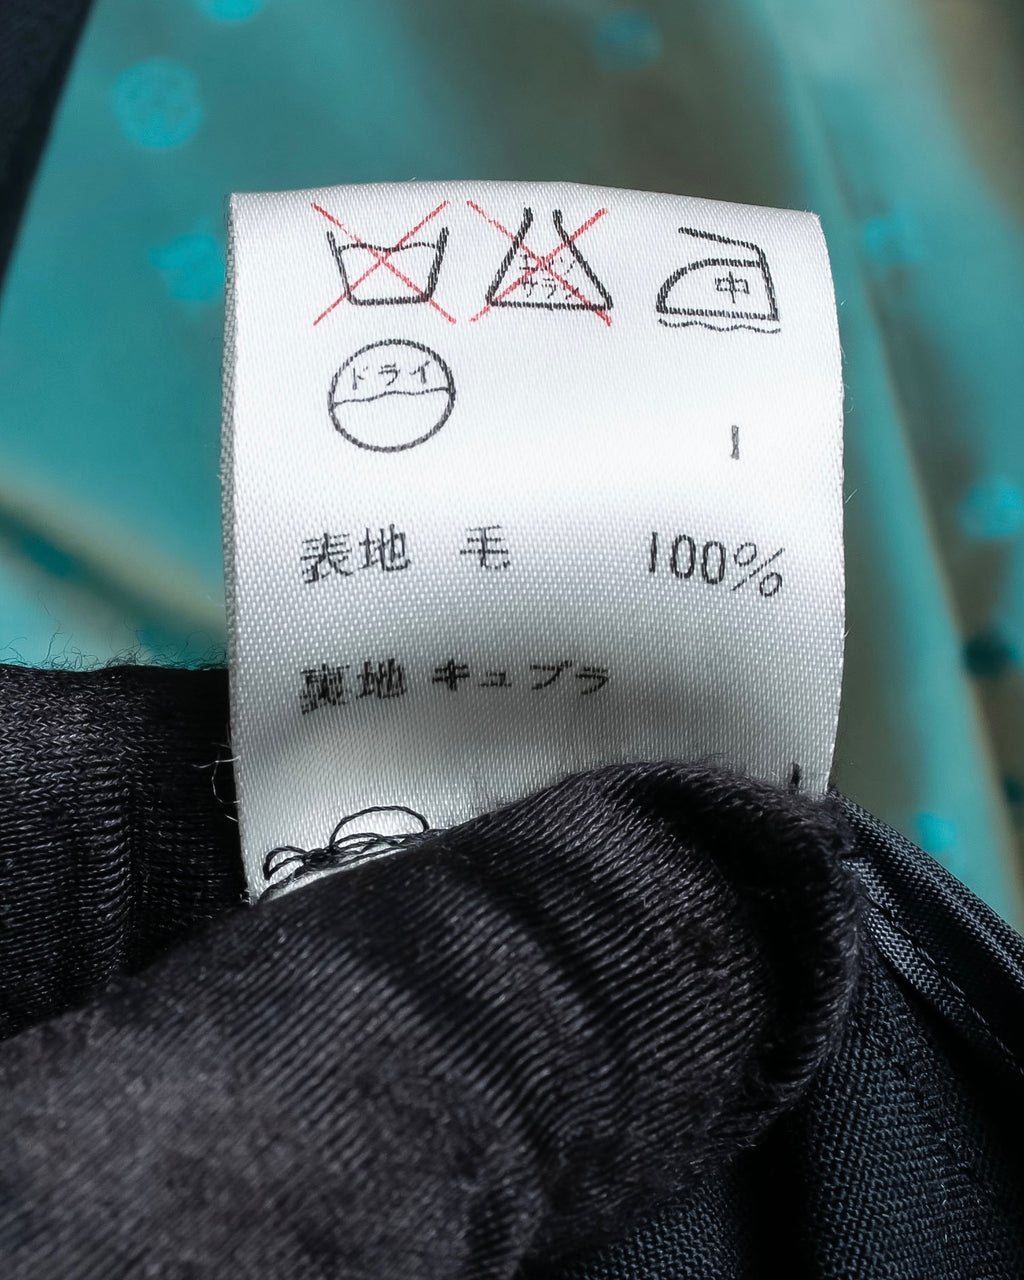 エンソ
サラシ
中
ドライ
表地 毛 100%
裏地 キュプラ